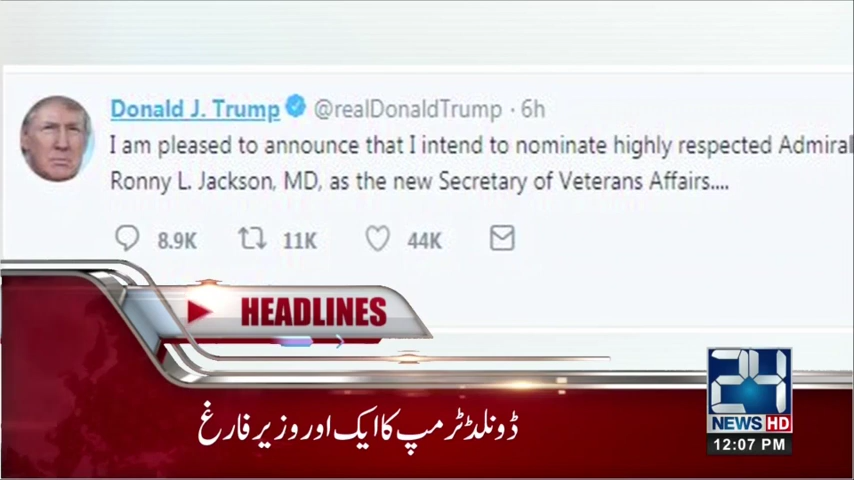 Donald J. Trump @realDonaldTrump · 6h
I am pleased to announce that I intend to nominate highly respected Admiral
Ronny L. Jackson, MD, as the new Secretary of Veterans Affairs....
8.9K 11K 44K
HEADLINES
ڈونلڈ ٹرمپ کا ایک اور وزیر فارغ
24
NEWS HD
12:07 PM